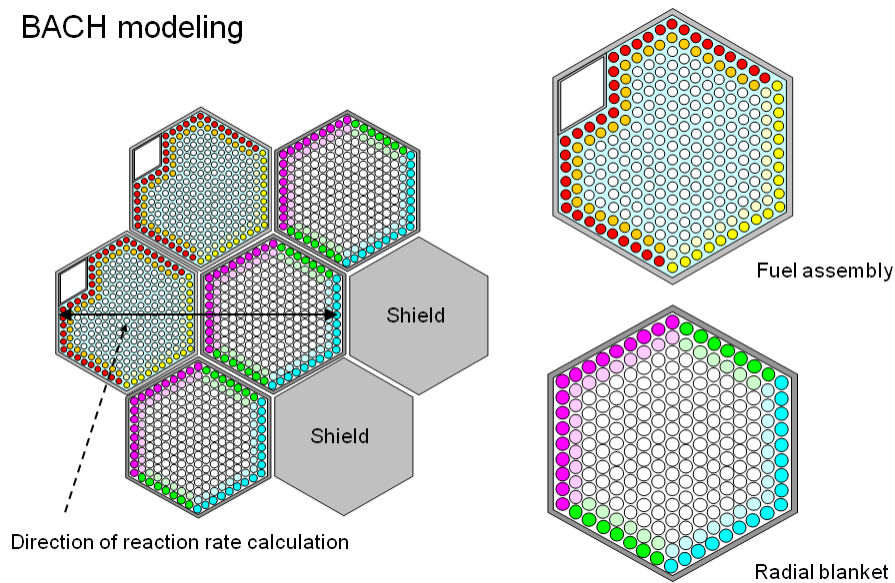 BACH modeling
Fuel assembly
Shield
Shield
Direction of reaction rate calculation
Radial blanket